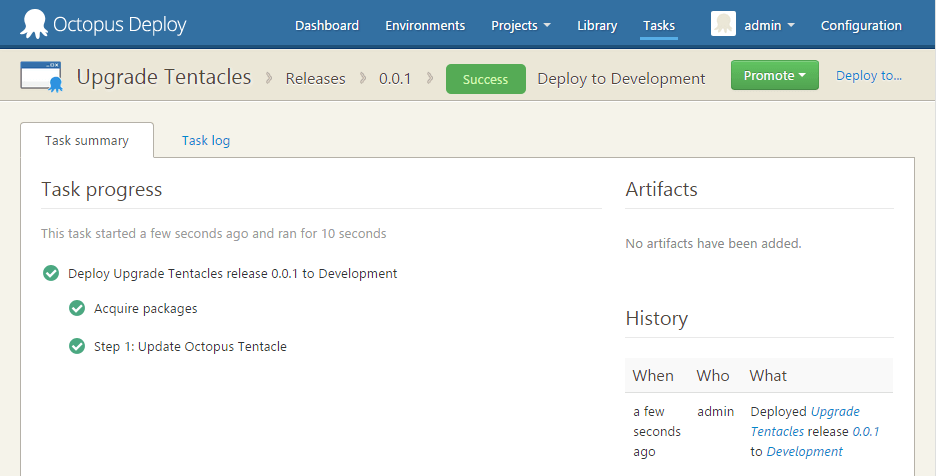 Octopus Deploy Dashboard Environments Projects Library Tasks admin Configuration
Upgrade Tentacles Releases 0.0.1 Success Deploy to Development Promote Deploy to...
Task summary Task log
Task progress
This task started a few seconds ago and ran for 10 seconds
Deploy Upgrade Tentacles release 0.0.1 to Development
Acquire packages
Step 1: Update Octopus Tentacle
Artifacts
No artifacts have been added.
History
When Who What
a few seconds ago admin Deployed Upgrade Tentacles release 0.0.1 to Development